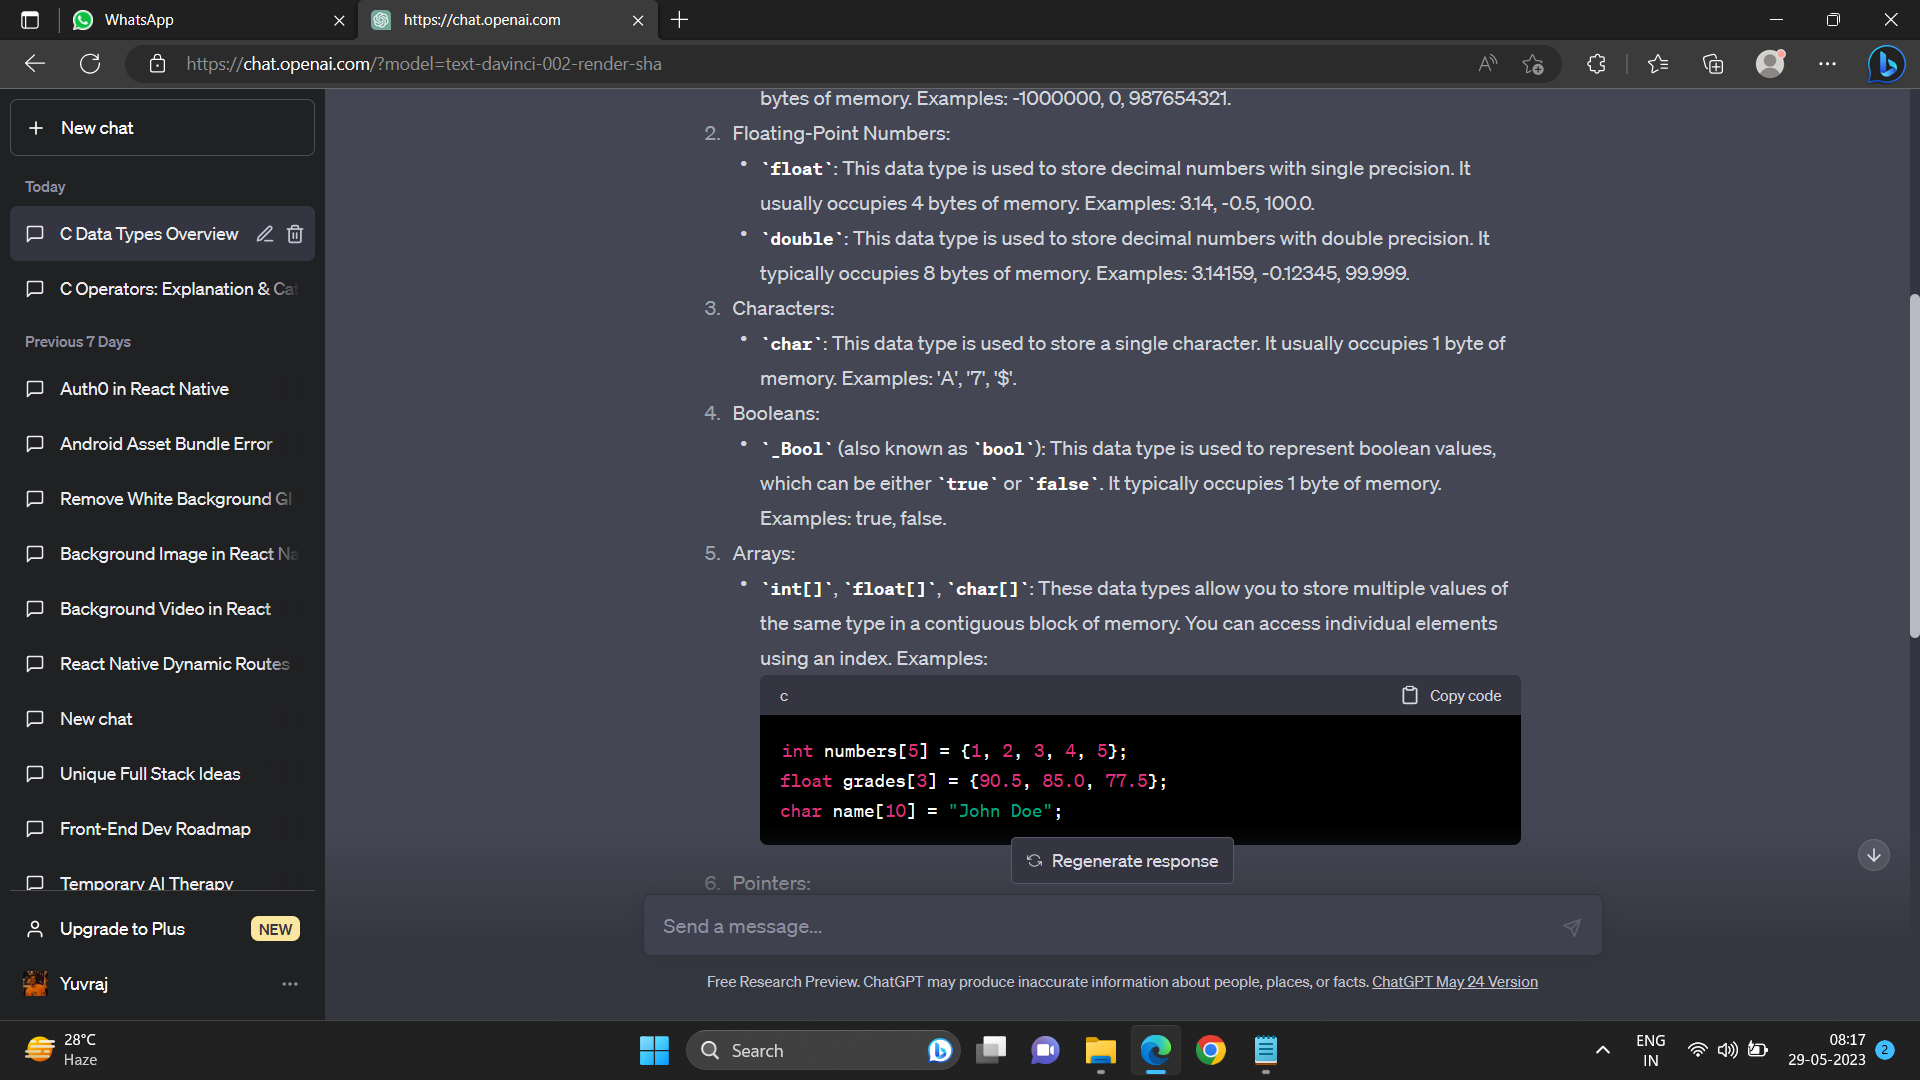 WhatsApp
https://chat.openai.com
https://chat.openai.com/?model=text-davinci-002-render-sha
New chat
Today
C Data Types Overview
C Operators: Explanation & Cat
Previous 7 Days
Auth0 in React Native
Android Asset Bundle Error
Remove White Background Gl
Background Image in React Na
Background Video in React
React Native Dynamic Routes
New chat
Unique Full Stack Ideas
Front-End Dev Roadmap
Temporary AI Therapy
Upgrade to Plus NEW
Yuvraj
bytes of memory. Examples: -1000000, 0, 987654321.
2. Floating-Point Numbers:
• `float`: This data type is used to store decimal numbers with single precision. It
usually occupies 4 bytes of memory. Examples: 3.14, -0.5, 100.0.
• `double`: This data type is used to store decimal numbers with double precision. It
typically occupies 8 bytes of memory. Examples: 3.14159, -0.12345, 99.999.
3. Characters:
• `char`: This data type is used to store a single character. It usually occupies 1 byte of
memory. Examples: 'A', '7', '$'.
4. Booleans:
• `_Bool` (also known as `bool`): This data type is used to represent boolean values,
which can be either `true` or `false`. It typically occupies 1 byte of memory.
Examples: true, false.
5. Arrays:
• `int[]`, `float[]`, `char[]`: These data types allow you to store multiple values of
the same type in a contiguous block of memory. You can access individual elements
using an index. Examples:
c Copy code
int numbers[5] = {1, 2, 3, 4, 5};
float grades[3] = {90.5, 85.0, 77.5};
char name[10] = "John Doe";
Regenerate response
6. Pointers:
Send a message...
Free Research Preview. ChatGPT may produce inaccurate information about people, places, or facts. ChatGPT May 24 Version
28°C
Haze
Search
ENG
IN
08:17
29-05-2023
2